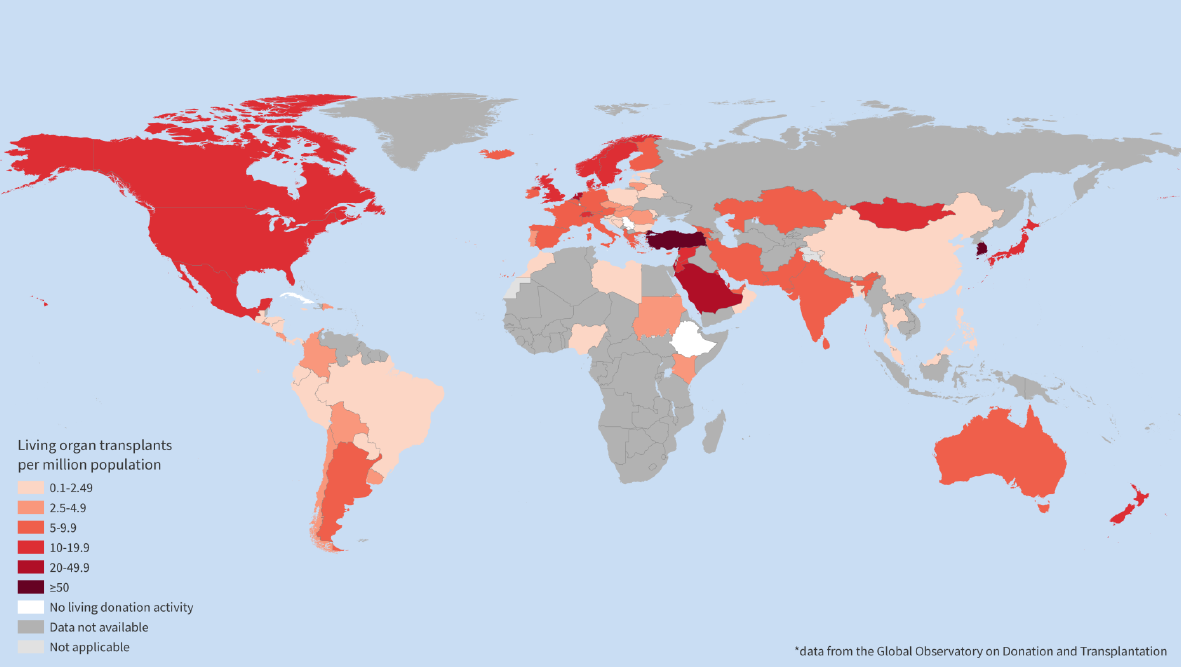 Living organ transplants
per million population
0.1-2.49
2.5-4.9
5-9.9
10-19.9
20-49.9
≥50
No living donation activity
Data not available
Not applicable
*data from the Global Observatory on Donation and Transplantation